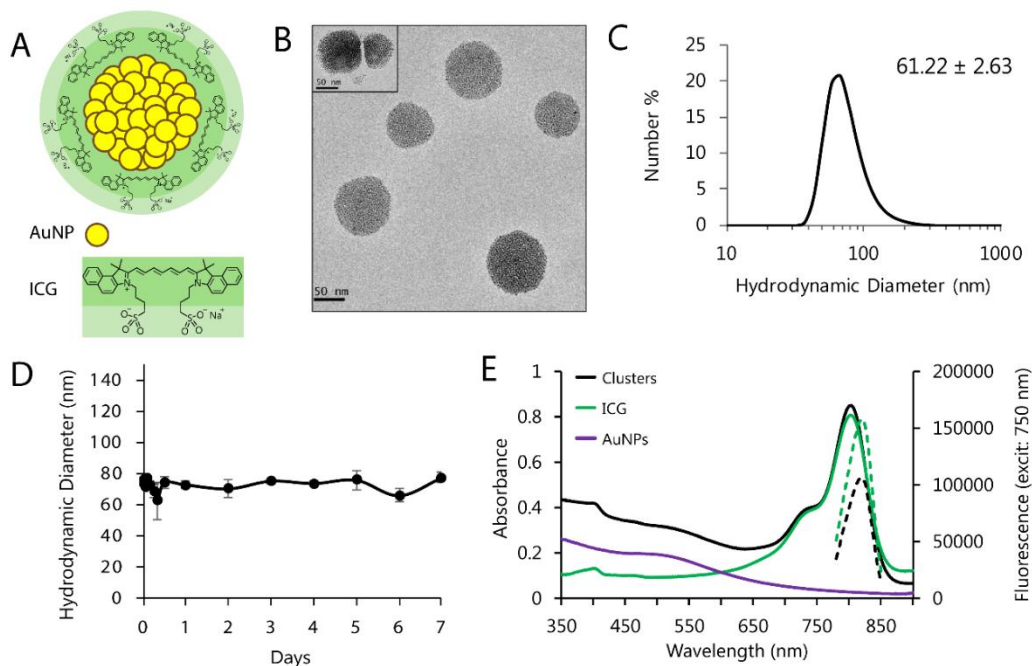 A
AuNP
ICG
N
N
SO O⁻
O⁻ Na⁺
B
50 nm
50 nm
C
61.22 ± 2.63
Number %
25
20
15
10
5
0
10 100 1000
Hydrodynamic Diameter (nm)
D
Hydrodynamic Diameter (nm)
140
120
100
80
60
40
20
0
0 1 2 3 4 5 6 7
Days
E
Absorbance
1
0.8
0.6
0.4
0.2
0
Clusters
ICG
AuNPs
200000
150000
100000
50000
0
Fluorescence (excit: 750 nm)
350 450 550 650 750 850
Wavelength (nm)